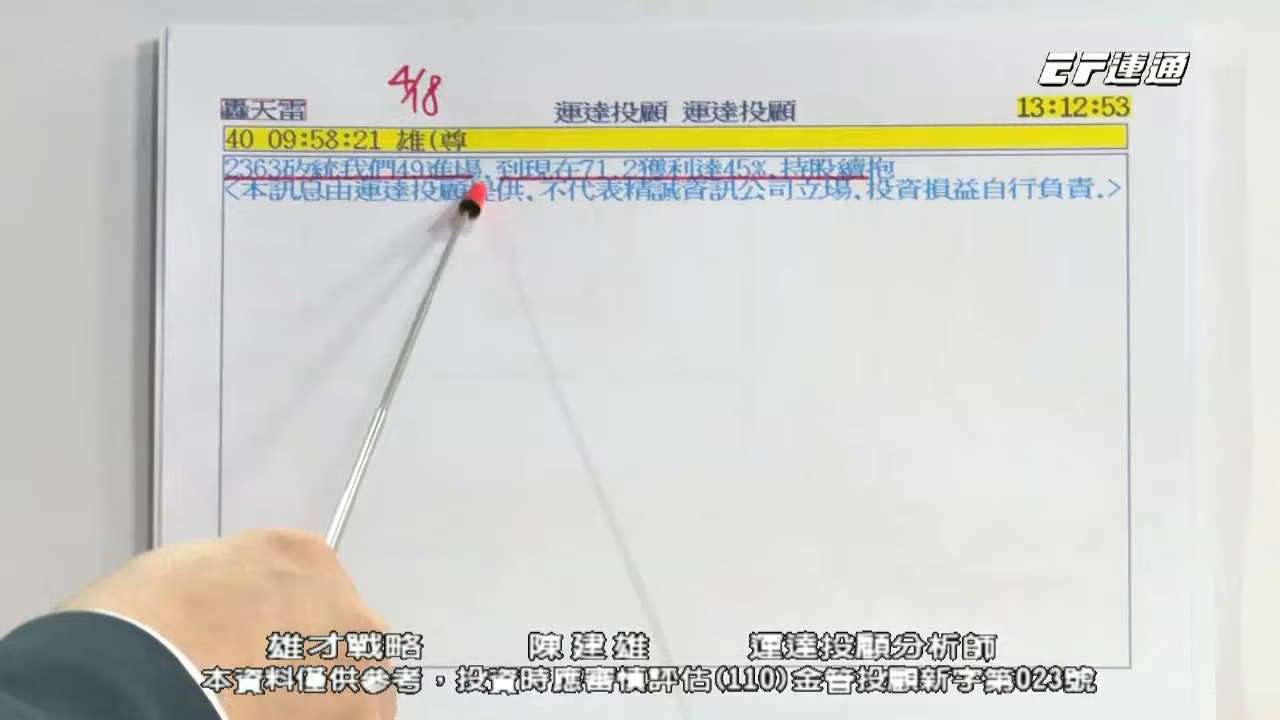 EF運通
4/18
轟天雷 運達投顧 運達投顧 13:12:53
40 09:58:21 雄(尊
2363矽統我們49進場,到現在71.2獲利達45%,持股續抱
<本訊息由運達投顧提供,不代表精誠資訊公司立場,投資損益自行負責.>
雄才戰略 陳建雄 運達投顧分析師
本資料僅供參考，投資時應審慎評估(110)金管投顧新字第023號